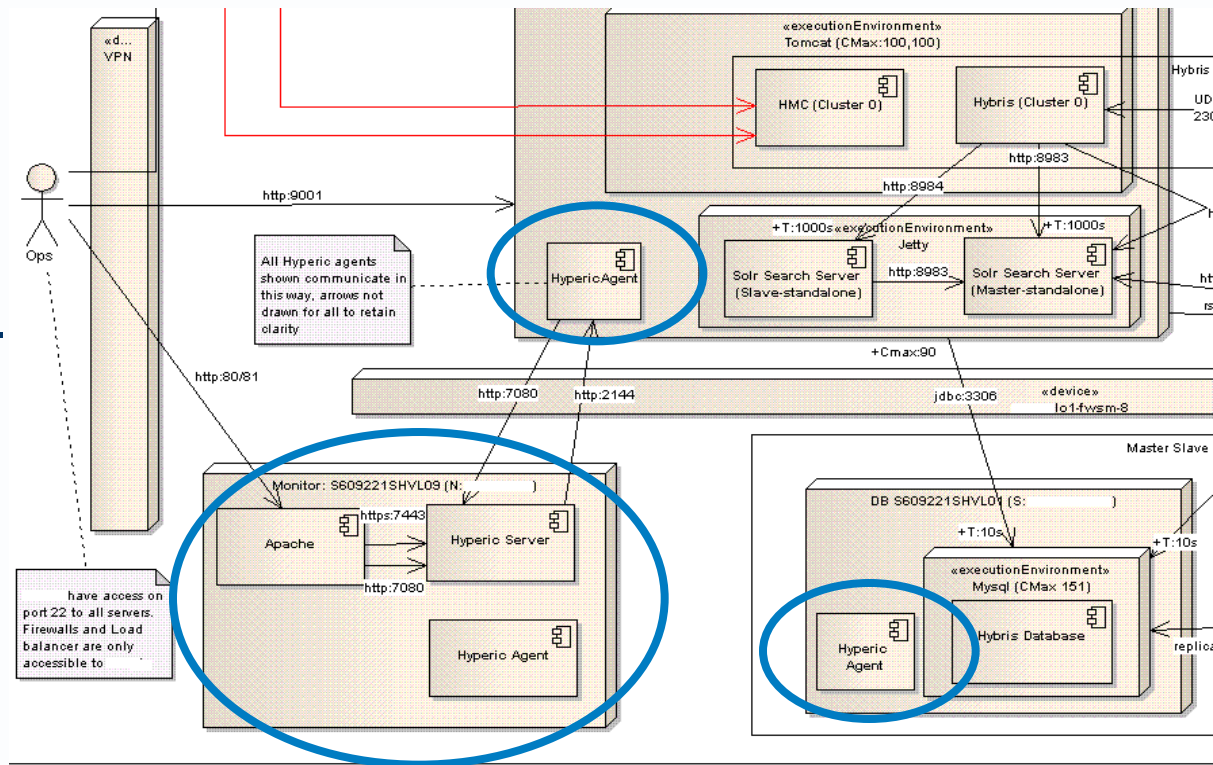 «d...
VPN
Ops
http:9001
http:80/81
«executionEnvironment»
Tomcat (CMax:100,100)
HMC (Cluster 0)
Hybris (Cluster 0)
Hybris
UD
230
http:8983
http:8984
+T:1000s
«executionEnvironment»
Jetty
+T:1000s
Solr Search Server
(Slave-standalone)
http:8983
Solr Search Server
(Master-standalone)
ht
rs
All Hyperic agents
shown communicate in
this way, arrows not
drawn for all to retain
clarity
Hyperic Agent
+Cmax:90
http:7080
http:2144
jdbc:3306
«device»
lo1-fwsm-8
Master Slave
Monitor: S609221SHVL09 (N: )
Apache
https:7443
http:7080
Hyperic Server
Hyperic Agent
have access on
port 22 to all servers.
Firewalls and Load
balancer are only
accessible to
DB S609221SHVL01 (S: )
+T:10s
+T:10s
«executionEnvironment»
Mysql (CMax 151)
Hybris Database
Hyperic
Agent
replica